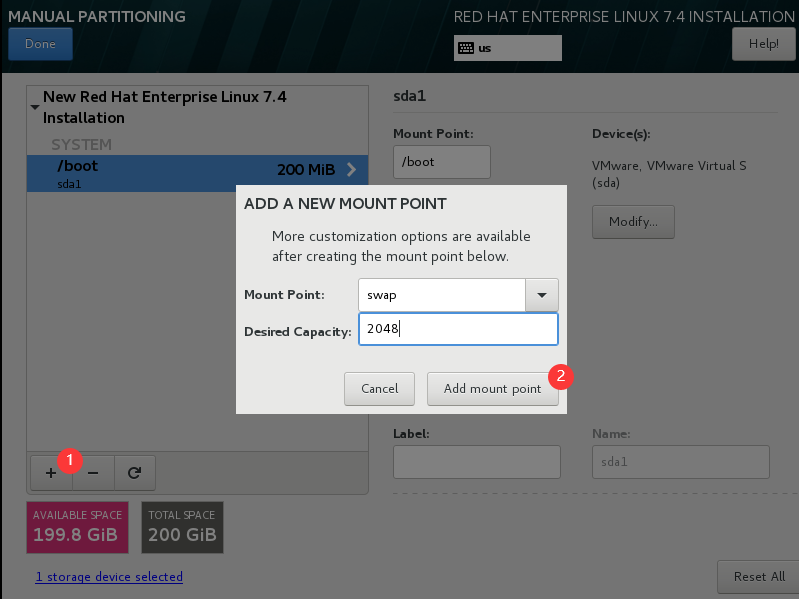 MANUAL PARTITIONING
RED HAT ENTERPRISE LINUX 7.4 INSTALLATION
Done
us
Help!
New Red Hat Enterprise Linux 7.4
Installation
SYSTEM
/boot
200 MiB
sda1
sda1
Mount Point:
Device(s):
/boot
VMware, VMware Virtual S
(sda)
Modify...
ADD A NEW MOUNT POINT
More customization options are available
after creating the mount point below.
Mount Point:
swap
Desired Capacity:
2048
Cancel
Add mount point
2
Label:
Name:
sda1
1
+
−
AVAILABLE SPACE
199.8 GiB
TOTAL SPACE
200 GiB
1 storage device selected
Reset All